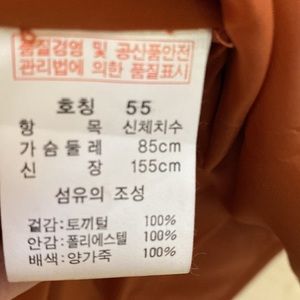 품질경영 및 공산품안전
관리법에 의한 품질표시
호칭 55
항 목 신체치수
가슴둘레 85cm
신 장 155cm
섬유의 조성
겉감:토끼털 100%
안감:폴리에스텔 100%
배색:양가죽 100%